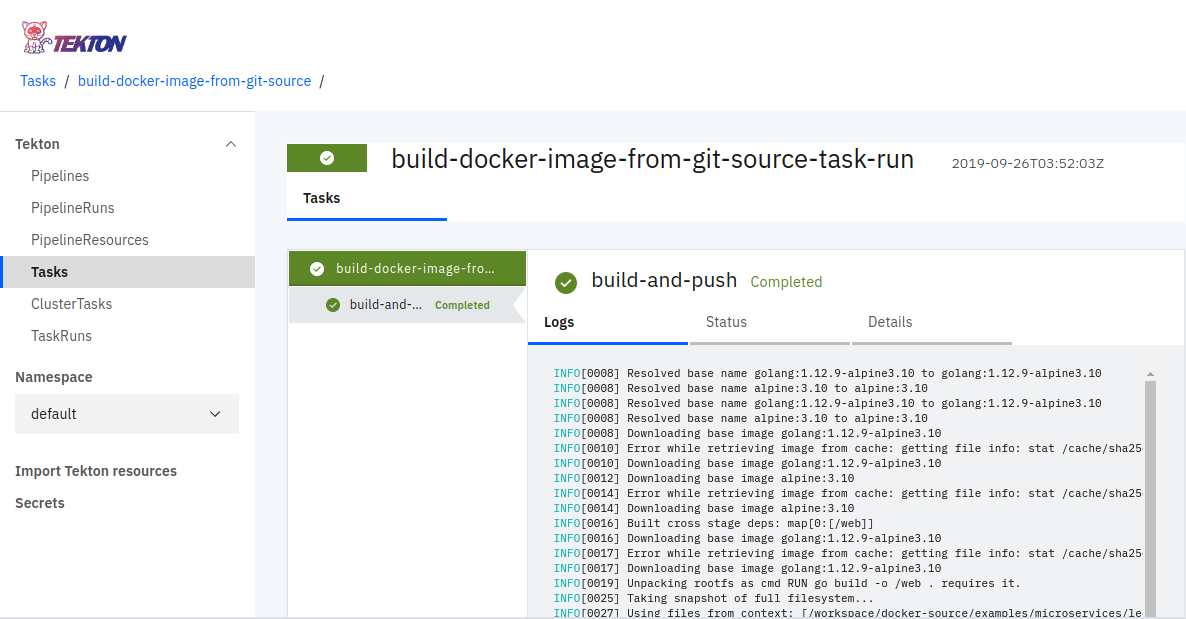 TEKTON
Tasks / build-docker-image-from-git-source /
Tekton
Pipelines
PipelineRuns
PipelineResources
Tasks
ClusterTasks
TaskRuns
Namespace
default
Import Tekton resources
Secrets
build-docker-image-from-git-source-task-run 2019-09-26T03:52:03Z
Tasks
build-docker-image-fro...
build-and-... Completed
build-and-push Completed
Logs Status Details
INFO[0008] Resolved base name golang:1.12.9-alpine3.10 to golang:1.12.9-alpine3.10
INFO[0008] Resolved base name alpine:3.10 to alpine:3.10
INFO[0008] Resolved base name golang:1.12.9-alpine3.10 to golang:1.12.9-alpine3.10
INFO[0008] Resolved base name alpine:3.10 to alpine:3.10
INFO[0008] Downloading base image golang:1.12.9-alpine3.10
INFO[0010] Error while retrieving image from cache: getting file info: stat /cache/sha25
INFO[0010] Downloading base image golang:1.12.9-alpine3.10
INFO[0012] Downloading base image alpine:3.10
INFO[0014] Error while retrieving image from cache: getting file info: stat /cache/sha25
INFO[0014] Downloading base image alpine:3.10
INFO[0016] Built cross stage deps: map[0:[/web]]
INFO[0016] Downloading base image golang:1.12.9-alpine3.10
INFO[0017] Error while retrieving image from cache: getting file info: stat /cache/sha25
INFO[0017] Downloading base image golang:1.12.9-alpine3.10
INFO[0019] Unpacking rootfs as cmd RUN go build -o /web . requires it.
INFO[0025] Taking snapshot of full filesystem...
INFO[0027] Using files from context: [/workspace/docker-source/examples/microservices/le